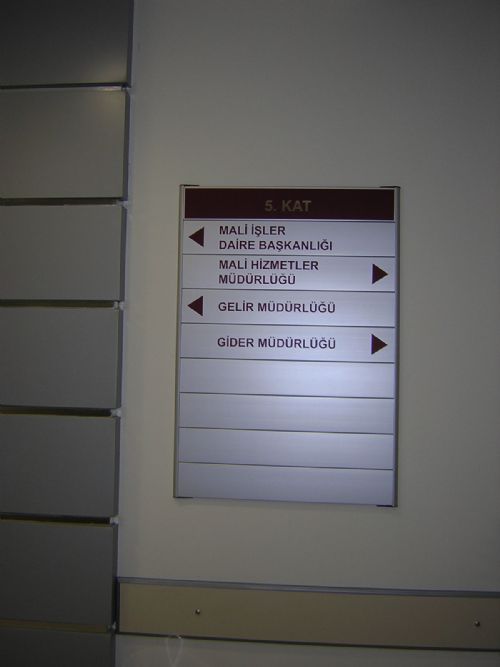 5. KAT
MALİ İŞLER
DAİRE BAŞKANLIĞI
MALİ HİZMETLER
MÜDÜRLÜĞÜ
GELİR MÜDÜRLÜĞÜ
GİDER MÜDÜRLÜĞÜ